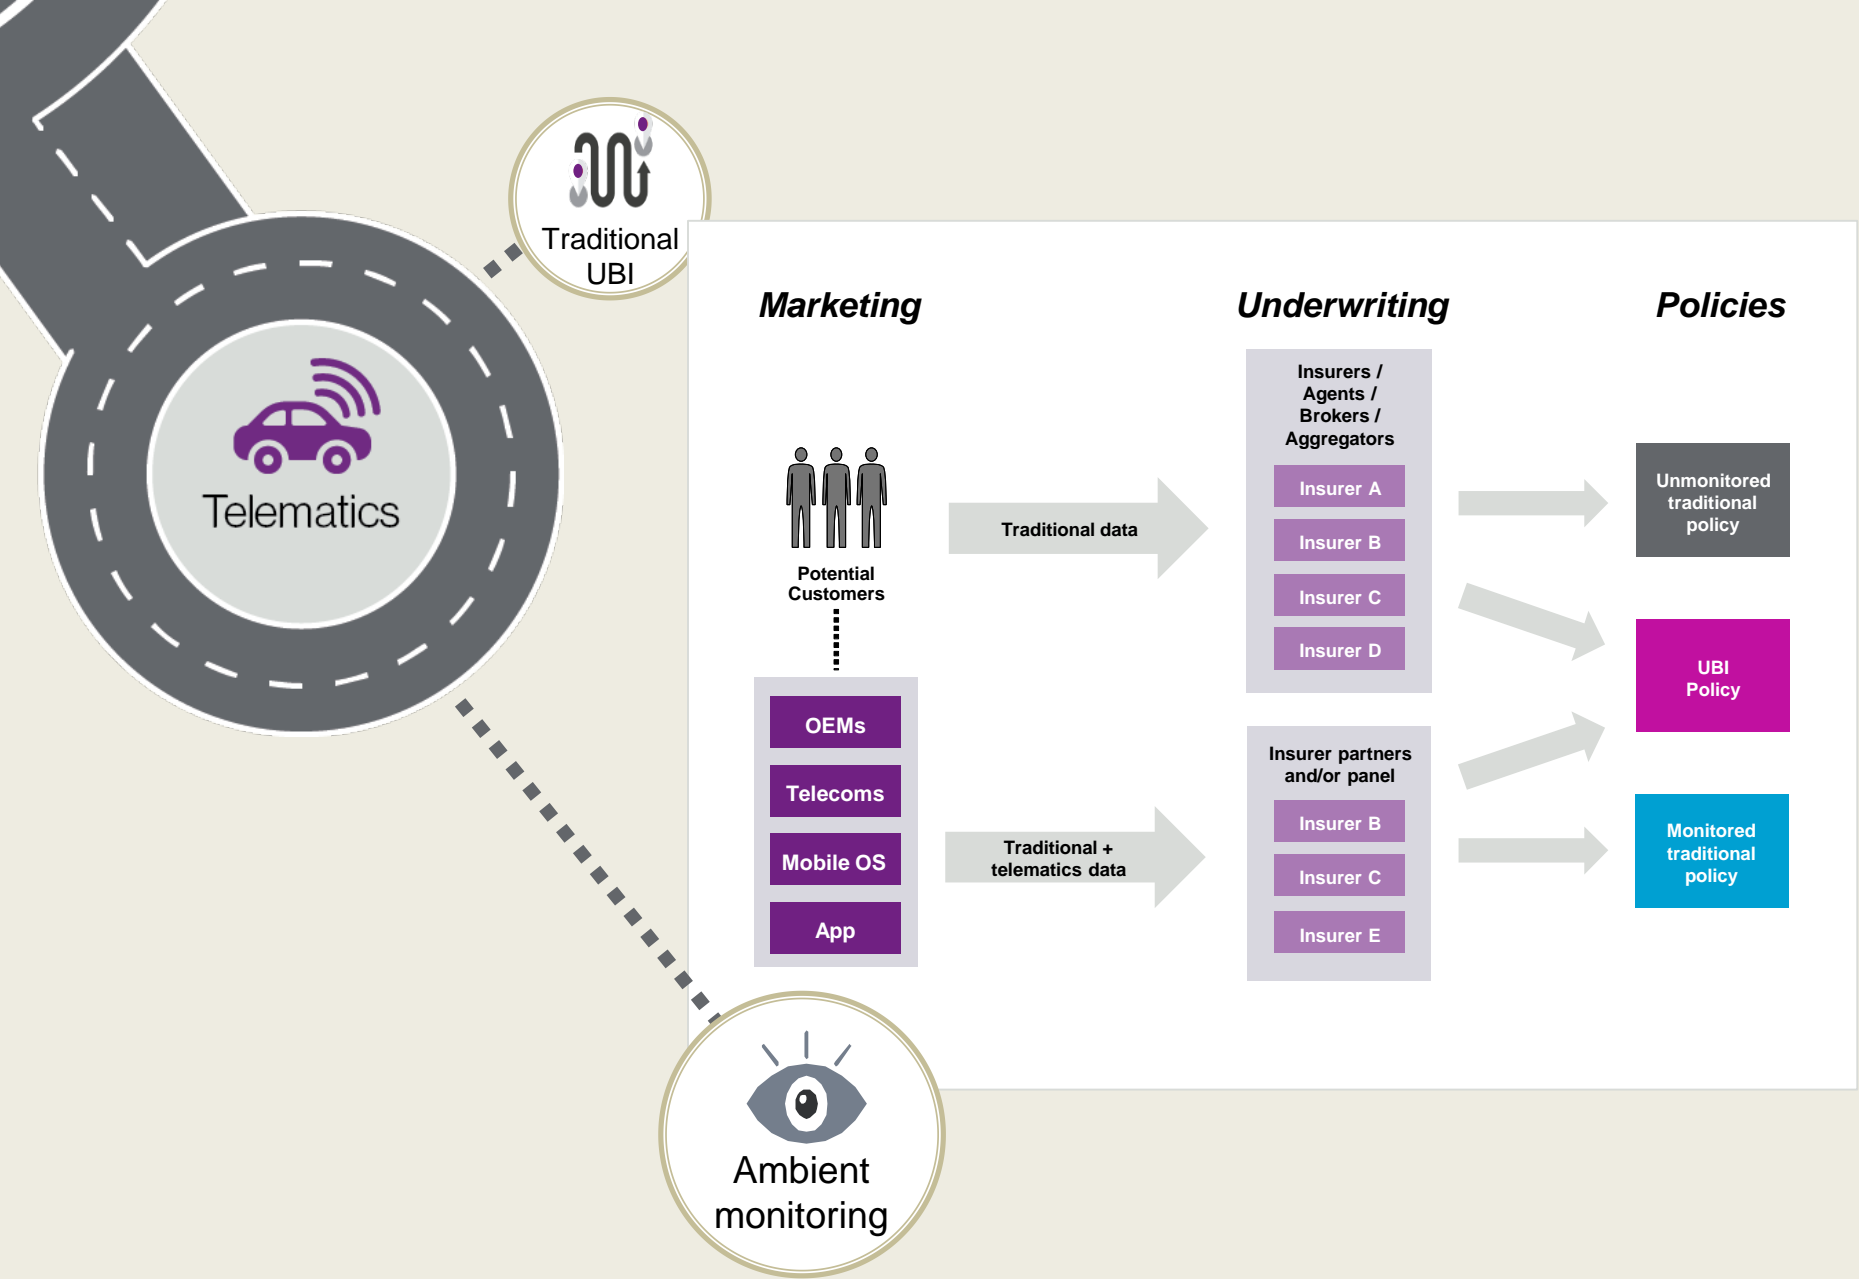 Traditional
UBI
Telematics
Marketing
Underwriting
Policies
Potential
Customers
OEMs
Telecoms
Mobile OS
App
Traditional data
Traditional +
telematics data
Insurers /
Agents /
Brokers /
Aggregators
Insurer A
Insurer B
Insurer C
Insurer D
Insurer partners
and/or panel
Insurer B
Insurer C
Insurer E
Unmonitored
traditional
policy
UBI
Policy
Monitored
traditional
policy
Ambient
monitoring